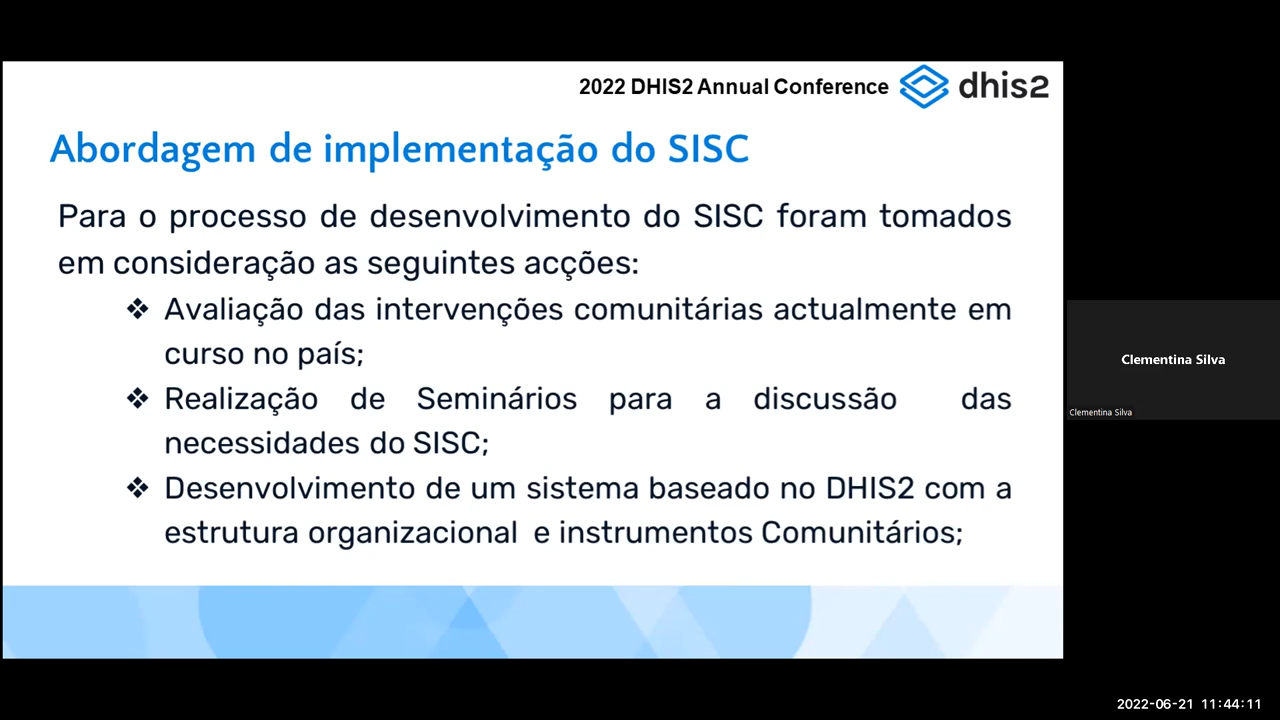 2022 DHIS2 Annual Conference
dhis2
Abordagem de implementação do SISC
Para o processo de desenvolvimento do SISC foram tomados
em consideração as seguintes acções:
❖ Avaliação das intervenções comunitárias actualmente em
curso no país;
❖ Realização de Seminários para a discussão das
necessidades do SISC;
❖ Desenvolvimento de um sistema baseado no DHIS2 com a
estrutura organizacional e instrumentos Comunitários;
Clementina Silva
Clementina Silva
2022-06-21 11:44:11